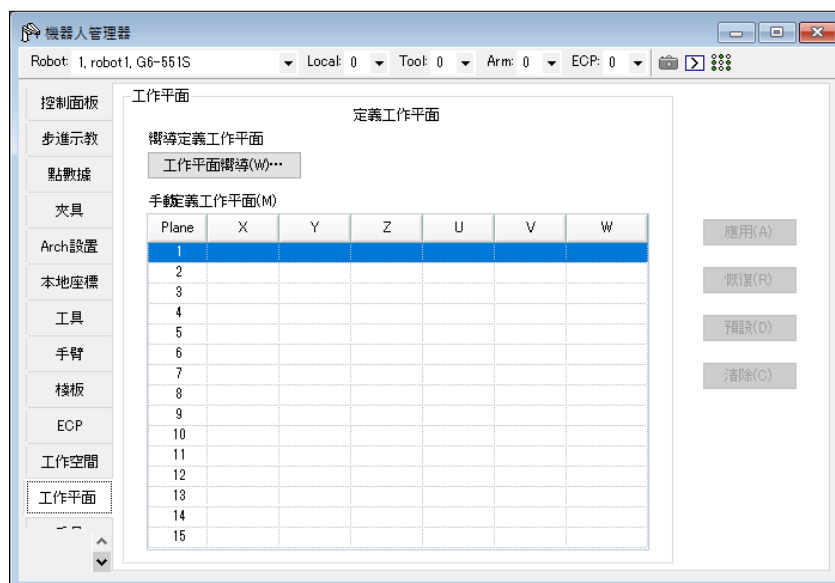 機器人管理器
Robot: 1, robot1, G6-551S Local: 0 Tool: 0 Arm: 0 ECP: 0
控制面板
步進示教
點數據
夾具
Arch設置
本地座標
工具
手臂
棧板
ECP
工作空間
工作平面
工作平面
定義工作平面
嚮導定義工作平面
工作平面嚮導(W)…
手動定義工作平面(M)
Plane X Y Z U V W
1
2
3
4
5
6
7
8
9
10
11
12
13
14
15
應用(A)
恢復(R)
預設(D)
清除(C)